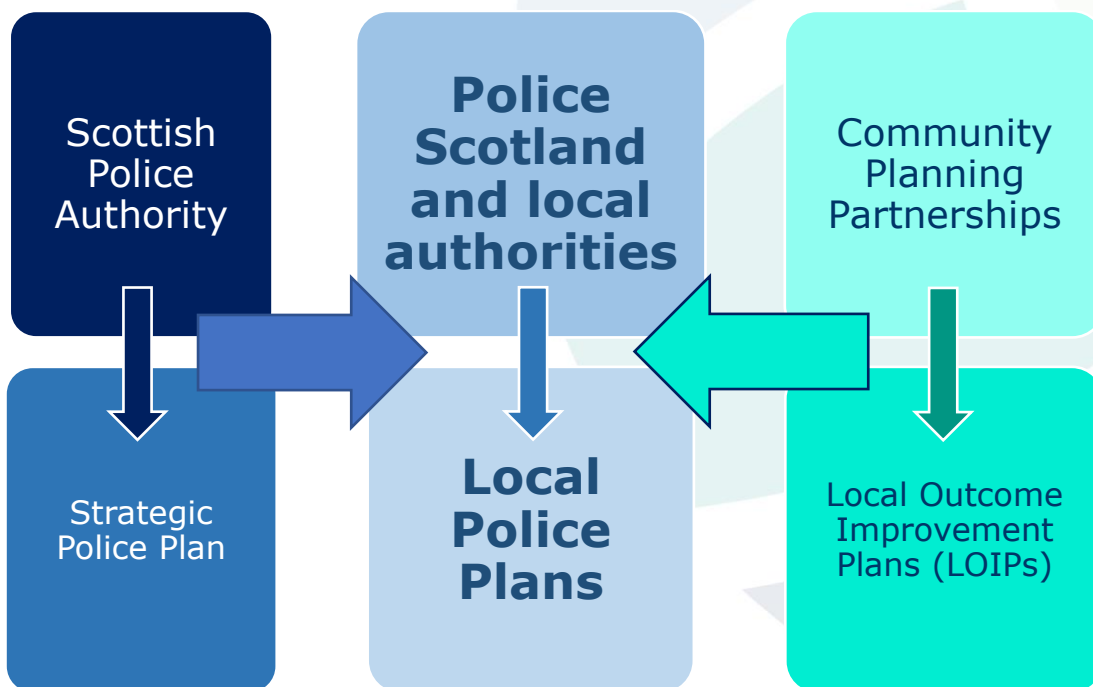 Scottish
Police
Authority
Police
Scotland
and local
authorities
Community
Planning
Partnerships
Strategic
Police Plan
Local
Police
Plans
Local Outcome
Improvement
Plans (LOIPs)